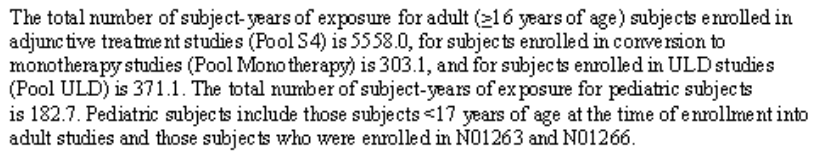 The total number of subject-years of exposure for adult (≥16 years of age) subjects enrolled in
adjunctive treatment studies (Pool S4) is 5558.0, for subjects enrolled in conversion to
monotherapy studies (Pool Monotherapy) is 303.1, and for subjects enrolled in ULD studies
(Pool ULD) is 371.1. The total number of subject-years of exposure for pediatric subjects
is 182.7. Pediatric subjects include those subjects <17 years of age at the time of enrollment into
adult studies and those subjects who were enrolled in N01263 and N01266.